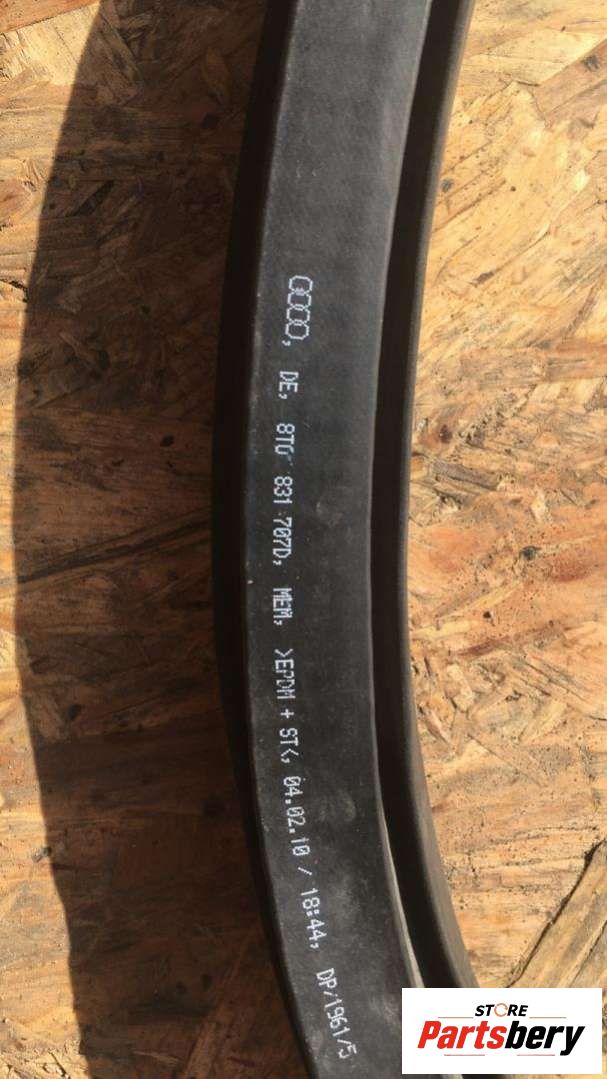 , DE, 8T0 831 707D, MEM, >EPDM + ST<, 04.02.10 / 18:44, DP/1961/5
STORE
Partsbery